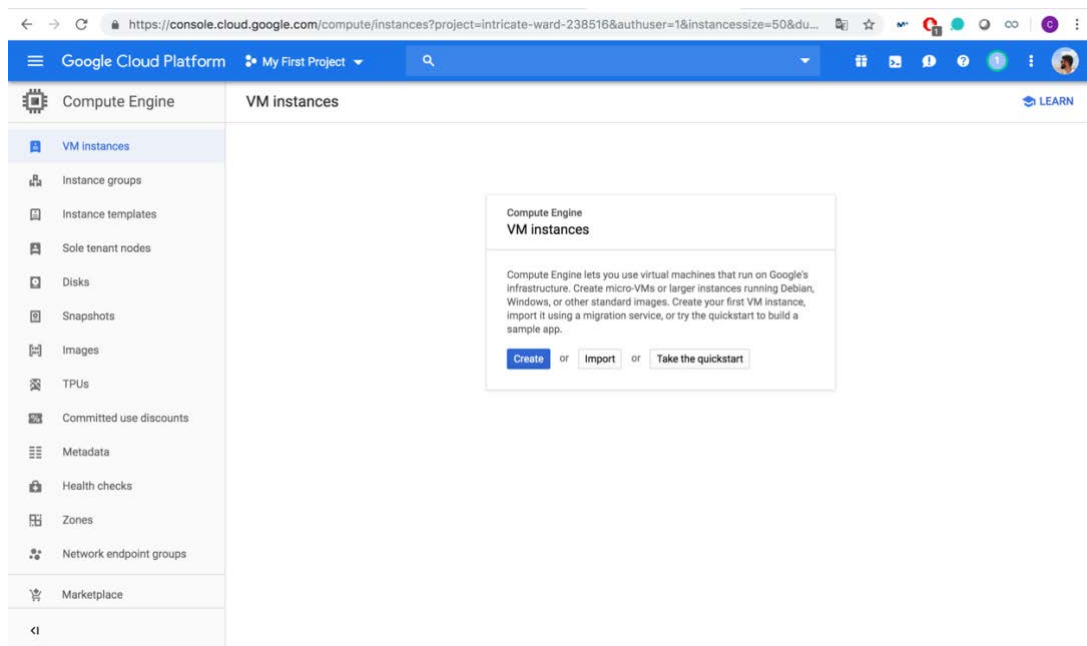 https://console.cloud.google.com/compute/instances?project=intricate-ward-238516&authuser=1&instancessize=50&du...
1
C
Google Cloud Platform
My First Project
1
Compute Engine
VM instances
LEARN
VM instances
Instance groups
Instance templates
Sole tenant nodes
Disks
Snapshots
Images
TPUs
Committed use discounts
Metadata
Health checks
Zones
Network endpoint groups
Marketplace
Compute Engine
VM instances
Compute Engine lets you use virtual machines that run on Google's
infrastructure. Create micro-VMs or larger instances running Debian,
Windows, or other standard images. Create your first VM instance,
import it using a migration service, or try the quickstart to build a
sample app.
Create or Import or Take the quickstart